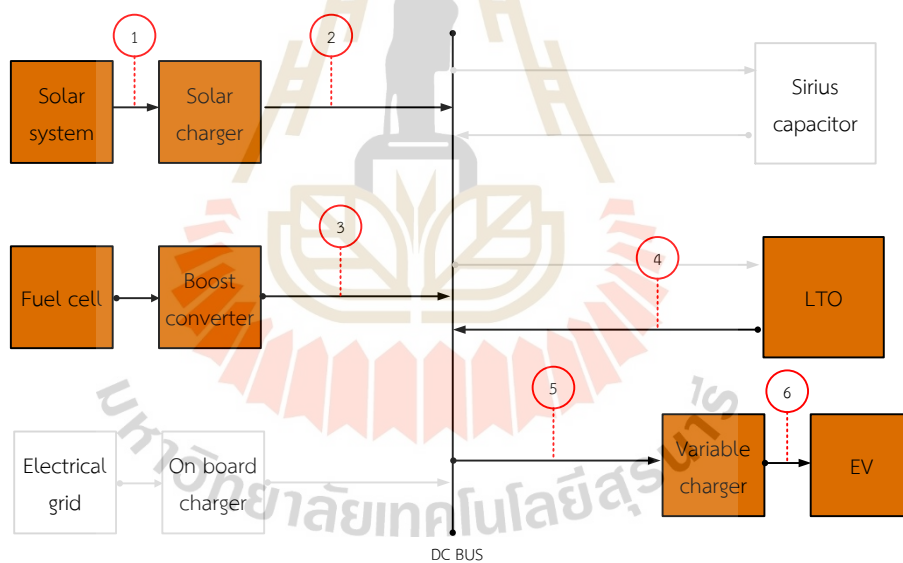 1
2
Solar
system
Solar
charger
Sirius
capacitor
3
4
Fuel cell
Boost
converter
LTO
5
6
Electrical
grid
On board
charger
Variable
charger
EV
มหาวิทยาลัยเทคโนโลยีสุรนารี
DC BUS